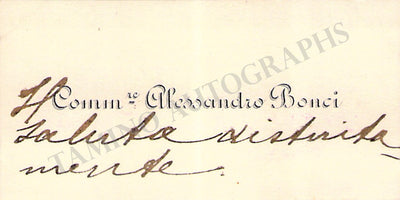 Il Comm.re Alessandro Bonci
saluta distinta
mente.
TAMINO AUTOGRAPHS